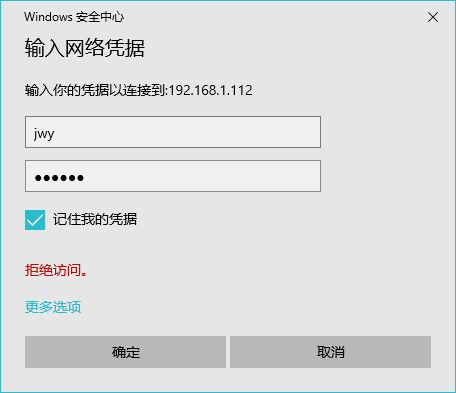 Windows 安全中心
输入网络凭据
输入你的凭据以连接到:192.168.1.112
jwy
●●●●●●
记住我的凭据
拒绝访问。
更多选项
确定
取消